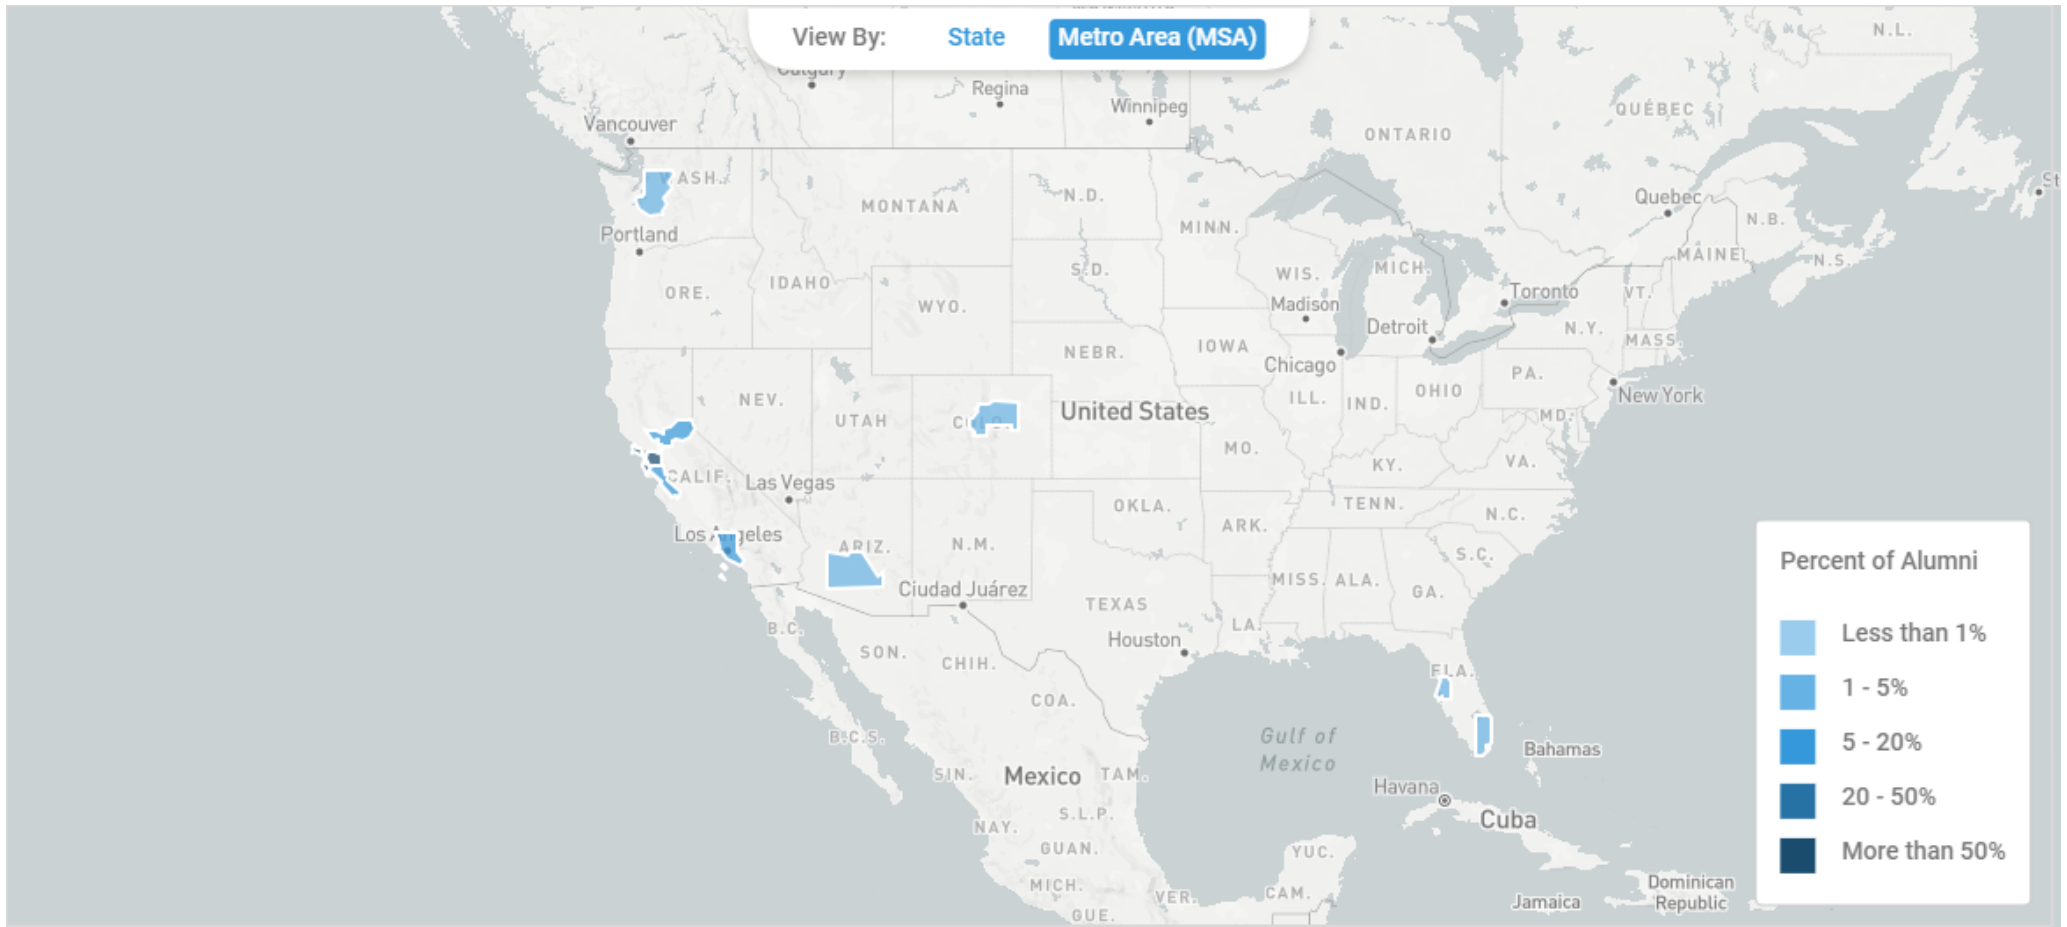 View By: State Metro Area (MSA)
N.L.
Calgary
Regina
Winnipeg
QUÉBEC
Vancouver
ONTARIO
WASH.
St
Quebec
MONTANA
N.D.
N.B.
MINN.
Portland
MAINE
N.S.
S.D.
WIS.
MICH.
IDAHO
ORE.
Toronto
VT.
WYO.
Madison
Detroit
N.Y.
MASS.
NEBR.
IOWA
Chicago
PA.
NEV.
UTAH
COLO.
United States
ILL.
IND.
OHIO
New York
MD.
MO.
KY.
VA.
CALIF.
Las Vegas
OKLA.
TENN.
N.C.
ARK.
Los Angeles
ARIZ.
N.M.
S.C.
Ciudad Juárez
MISS.
ALA.
GA.
TEXAS
B.C.
Houston
LA.
SON.
CHIH.
FLA.
COA.
B.C.S.
Gulf of
Mexico
Bahamas
SIN.
Mexico
TAM.
Havana
S.L.P.
Cuba
NAY.
GUAN.
YUC.
MICH.
VER.
CAM.
Jamaica
Dominican
Republic
GUE.
Percent of Alumni
Less than 1%
1 - 5%
5 - 20%
20 - 50%
More than 50%